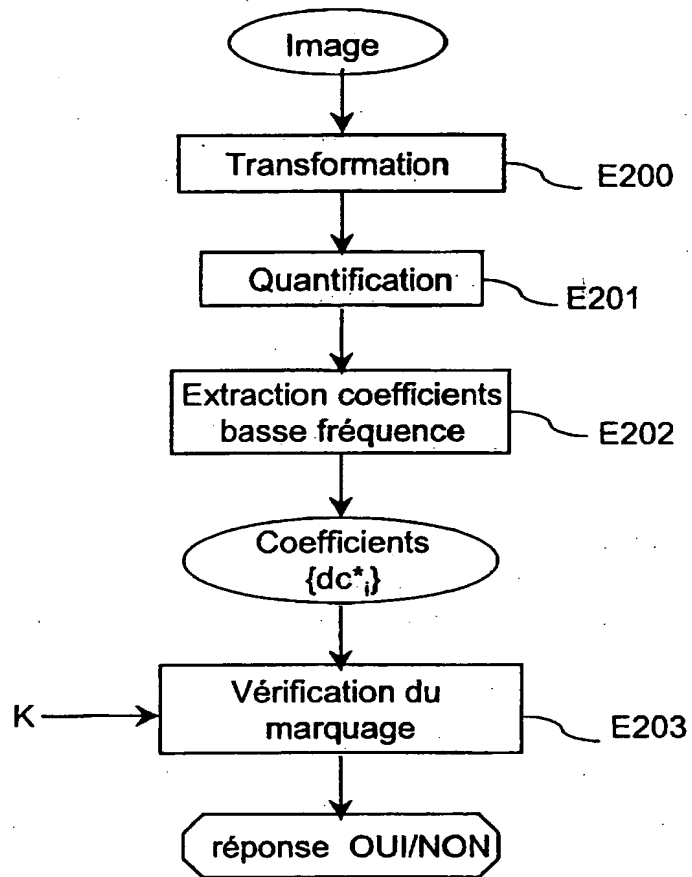 Image
Transformation
E200
Quantification
E201
Extraction coefficients
basse fréquence
E202
Coefficients
{dc*i}
K
Vérification du
marquage
E203
réponse OUI/NON